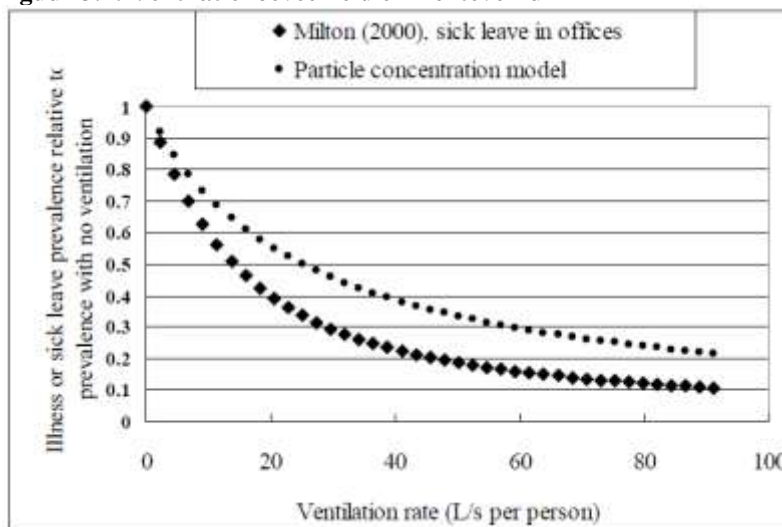 Milton (2000), sick leave in offices
Particle concentration model
Illness or sick leave prevalence relative to
prevalence with no ventilation
1
0.9
0.8
0.7
0.6
0.5
0.4
0.3
0.2
0.1
0
0 20 40 60 80 100
Ventilation rate (L/s per person)